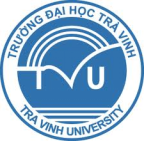 TRƯỜNG ĐẠI HỌC TRÀ VINH
TVU
TRA VINH UNIVERSITY